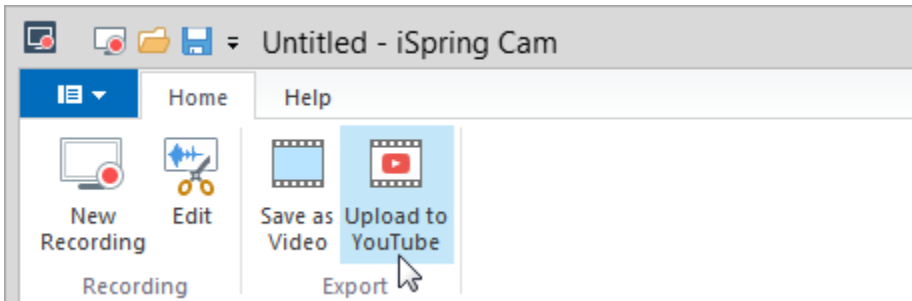 Untitled - iSpring Cam
Home Help
New Recording
Edit
Save as Video
Upload to YouTube
Recording
Export